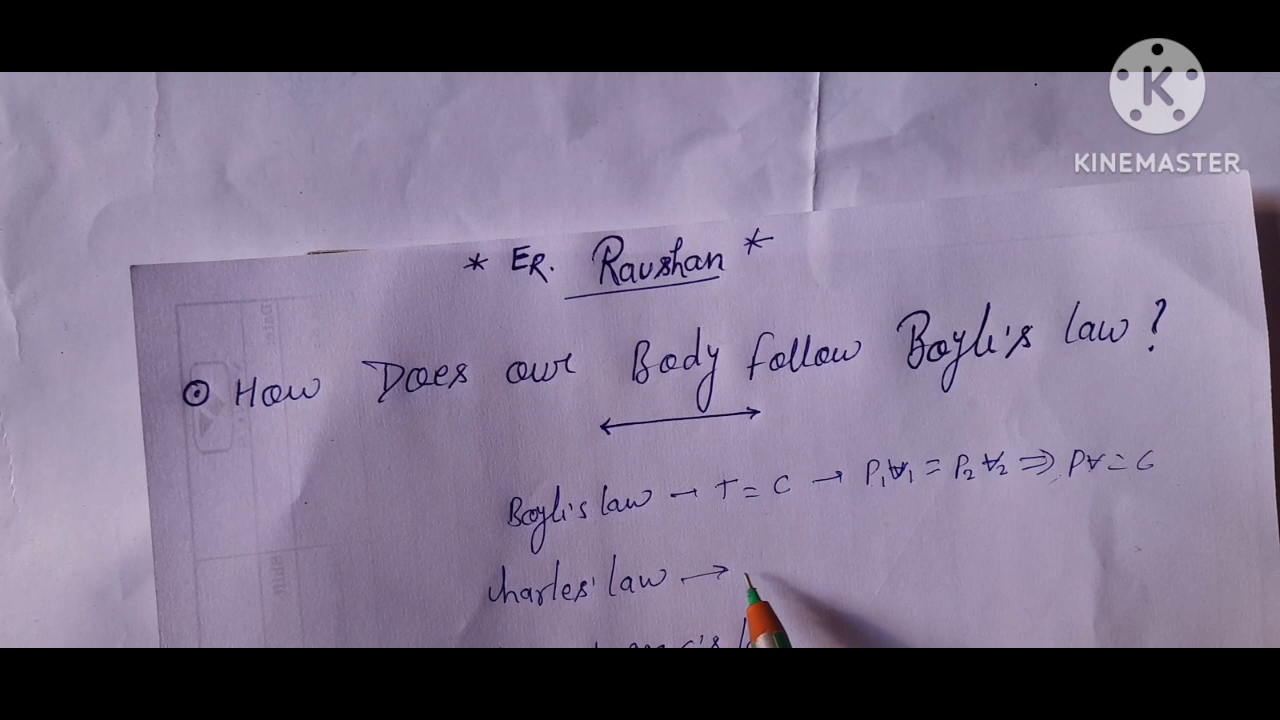 KINEMASTER
* ER. Raushan *
How Does our Body follow Boyle's law?
Boyle's law → T = C → P₁V₁ = P₂V₂ ⇒ PV = C
Charles' law →